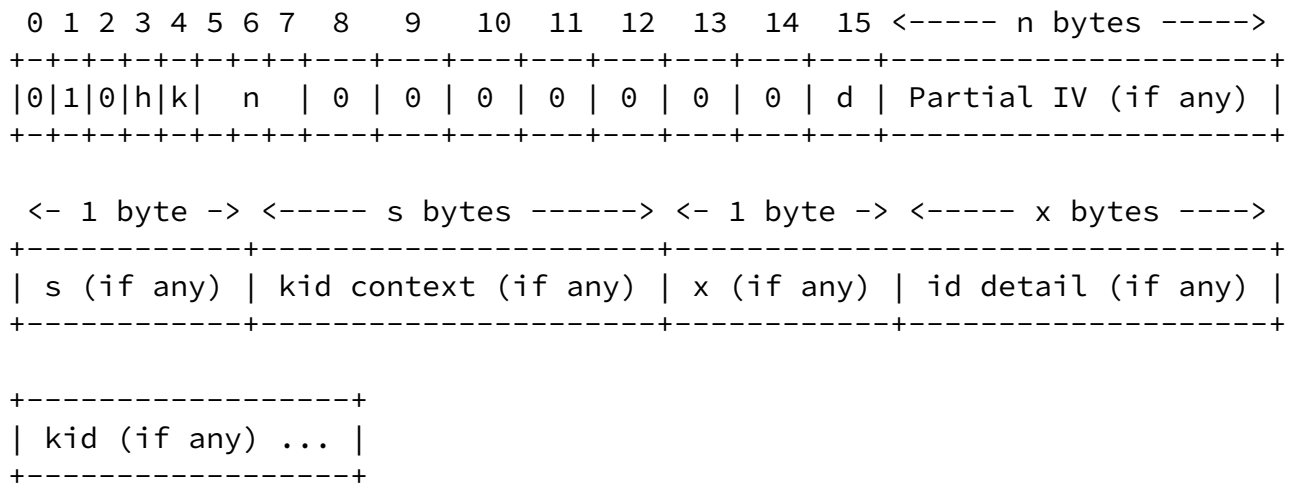 0 1 2 3 4 5 6 7  8   9   10  11  12  13  14  15 <----- n bytes ----->
+-+-+-+-+-+-+-+-+---+---+---+---+---+---+---+---+---------------------+
|0|1|0|h|k|  n  | 0 | 0 | 0 | 0 | 0 | 0 | 0 | d | Partial IV (if any) |
+-+-+-+-+-+-+-+-+---+---+---+---+---+---+---+---+---------------------+

 <- 1 byte -> <----- s bytes ------> <- 1 byte -> <----- x bytes ---->
+------------+----------------------+---------------------------------+
| s (if any) | kid context (if any) | x (if any) | id detail (if any) |
+------------+----------------------+------------+--------------------+

+------------------+
| kid (if any) ... |
+------------------+